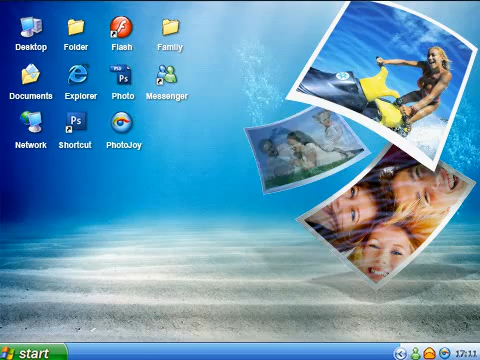 Desktop Folder Flash Family
Documents Explorer Photo Messenger
Network Shortcut PhotoJoy
start 17:11